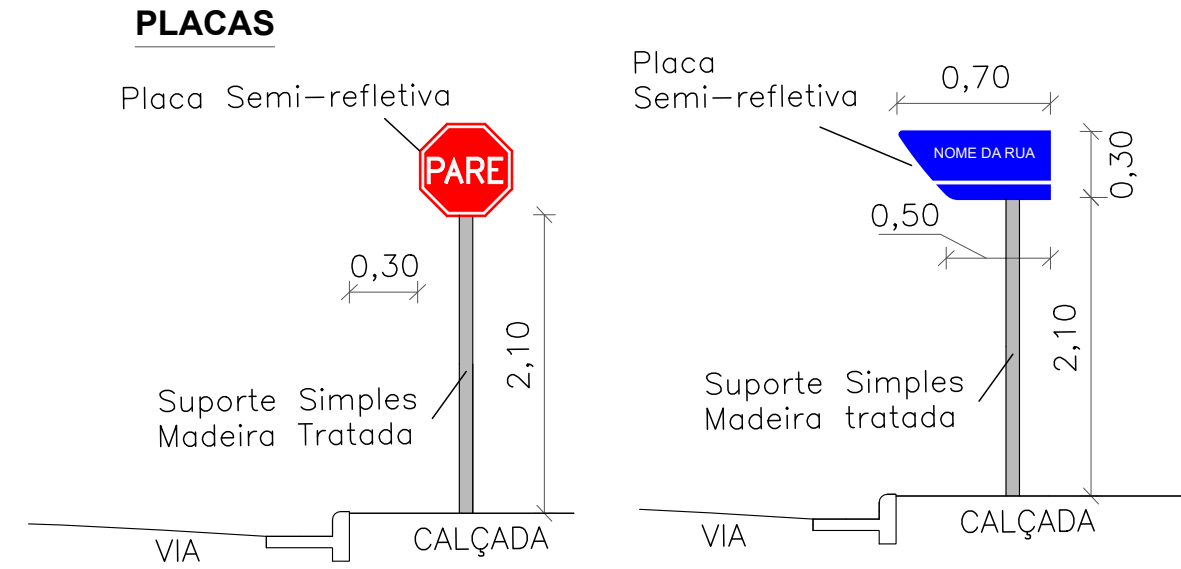 PLACAS
Placa Semi-refletiva
PARE
0,30
2,10
Suporte Simples
Madeira Tratada
VIA
CALÇADA
Placa
Semi-refletiva
0,70
NOME DA RUA
0,30
0,50
2,10
Suporte Simples
Madeira tratada
VIA
CALÇADA